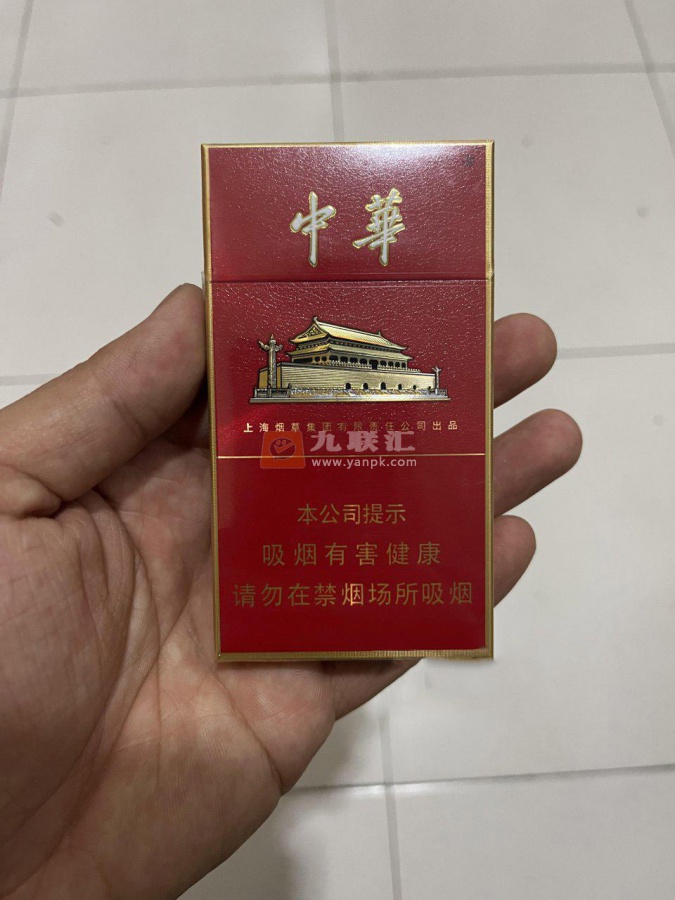 中華
上海烟草集团有限责任公司出品
九联汇
www.yanpk.com
本公司提示
吸烟有害健康
请勿在禁烟场所吸烟